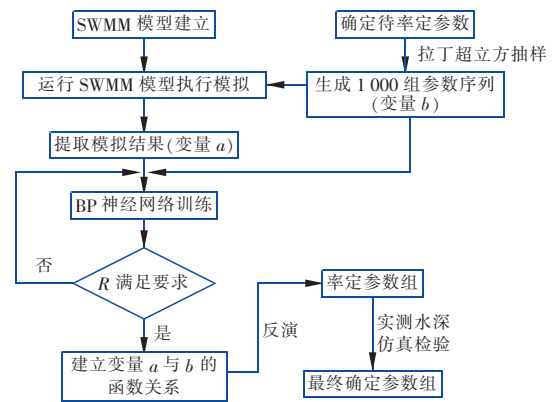 SWMM 模型建立
确定待率定参数
拉丁超立方抽样
运行 SWMM 模型执行模拟
生成 1 000 组参数序列
(变量 b)
提取模拟结果(变量 a)
BP 神经网络训练
否
R 满足要求
是
建立变量 a 与 b 的
函数关系
反演
率定参数组
实测水深
仿真检验
最终确定参数组